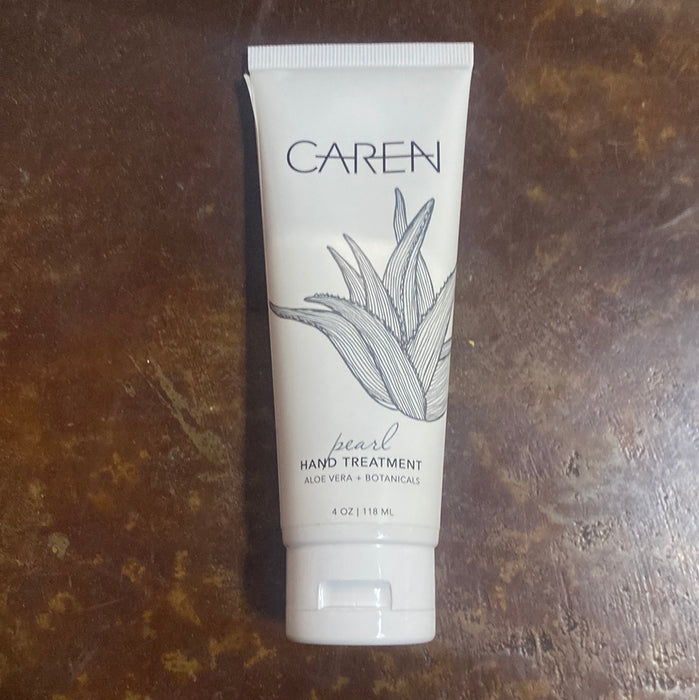 CAREN
pearl
HAND TREATMENT
ALOE VERA + BOTANICALS
4 OZ | 118 ML